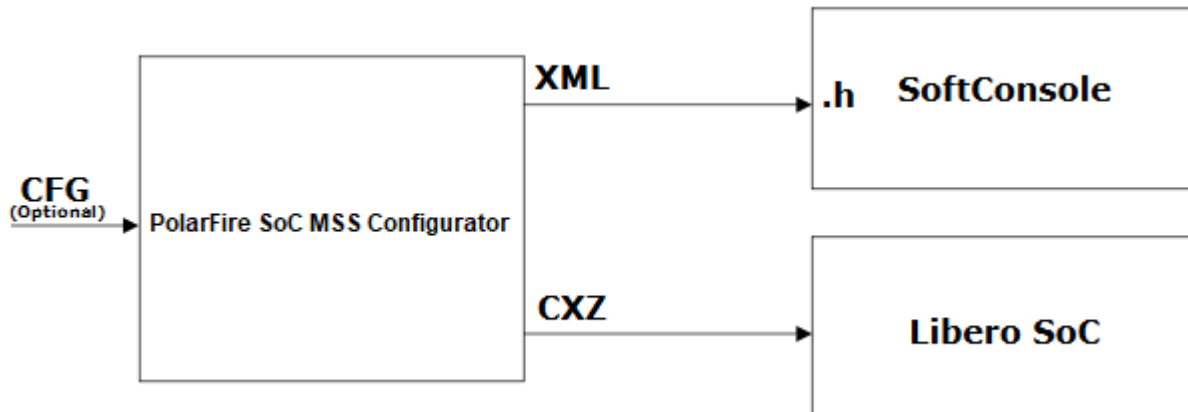 XML
.h SoftConsole
CFG
(Optional)
PolarFire SoC MSS Configurator
CXZ
Libero SoC